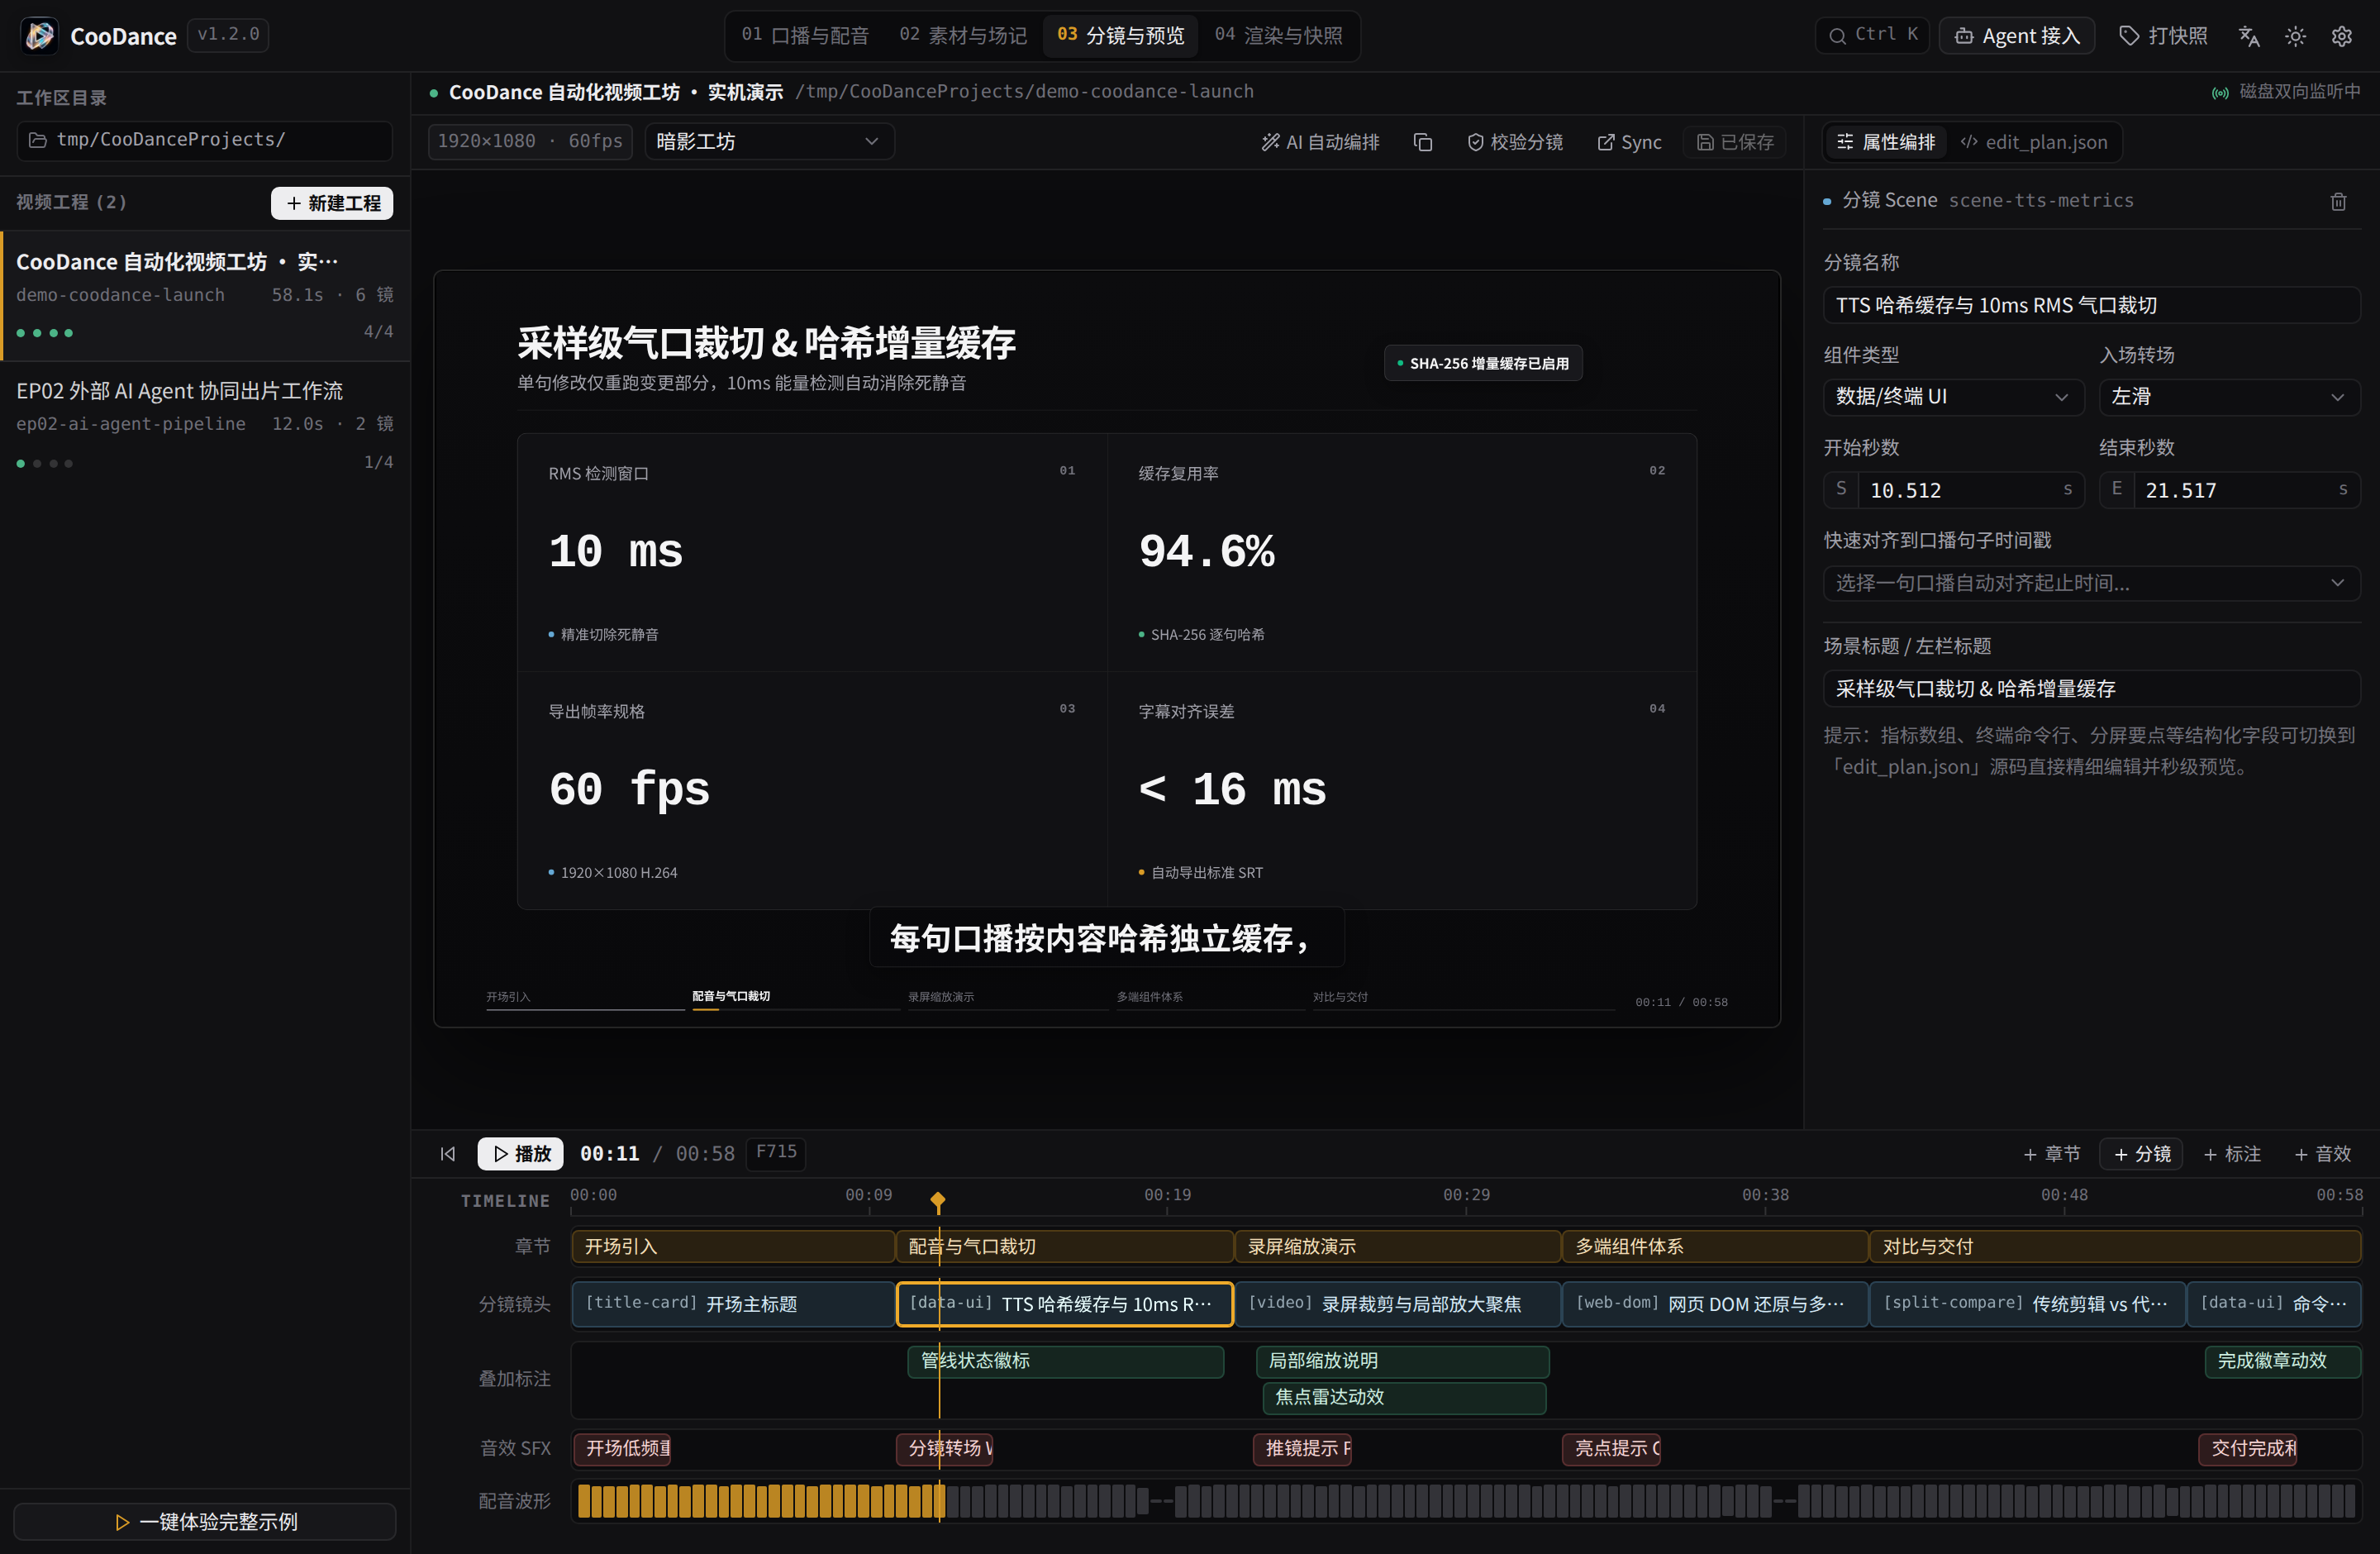 CooDance v1.2.0
01 口播与配音 02 素材与场记 03 分镜与预览 04 渲染与快照
Ctrl K Agent 接入 打快照
工作区目录
tmp/CooDanceProjects/
视频工程 (2) 新建工程
CooDance 自动化视频工坊 · 实…
demo-coodance-launch 58.1s · 6 镜
4/4
EP02 外部 AI Agent 协同出片工作流
ep02-ai-agent-pipeline 12.0s · 2 镜
1/4
一键体验完整示例
CooDance 自动化视频工坊 · 实机演示 /tmp/CooDanceProjects/demo-coodance-launch 磁盘双向监听中
1920×1080 · 60fps 暗影工坊 AI 自动编排 校验分镜 Sync 已保存
采样级气口裁切 & 哈希增量缓存
单句修改仅重跑变更部分，10ms 能量检测自动消除死静音
SHA-256 增量缓存已启用
RMS 检测窗口 01
10 ms
精准切除死静音
缓存复用率 02
94.6%
SHA-256 逐句哈希
导出帧率规格 03
60 fps
1920×1080 H.264
字幕对齐误差 04
< 16 ms
自动导出标准 SRT
每句口播按内容哈希独立缓存，
开场引入 配音与气口裁切 录屏缩放演示 多端组件体系 对比与交付 00:11 / 00:58
属性编排 edit_plan.json
分镜 Scene scene-tts-metrics
分镜名称
TTS 哈希缓存与 10ms RMS 气口裁切
组件类型 入场转场
数据/终端 UI 左滑
开始秒数 结束秒数
S 10.512 s E 21.517 s
快速对齐到口播句子时间戳
选择一句口播自动对齐起止时间...
场景标题 / 左栏标题
采样级气口裁切 & 哈希增量缓存
提示：指标数组、终端命令行、分屏要点等结构化字段可切换到
「edit_plan.json」源码直接精细编辑并秒级预览。
播放 00:11 / 00:58 F715 + 章节 + 分镜 + 标注 + 音效
TIMELINE 00:00 00:09 00:19 00:29 00:38 00:48 00:58
章节 开场引入 配音与气口裁切 录屏缩放演示 多端组件体系 对比与交付
分镜镜头 [title-card] 开场主标题 [data-ui] TTS 哈希缓存与 10ms R… [video] 录屏裁剪与局部放大聚焦 [web-dom] 网页 DOM 还原与多… [split-compare] 传统剪辑 vs 代… [data-ui] 命令…
叠加标注 管线状态徽标 局部缩放说明 完成徽章动效
焦点雷达动效
音效 SFX 开场低频 分镜转场 推镜提示 亮点提示 交付完成
配音波形